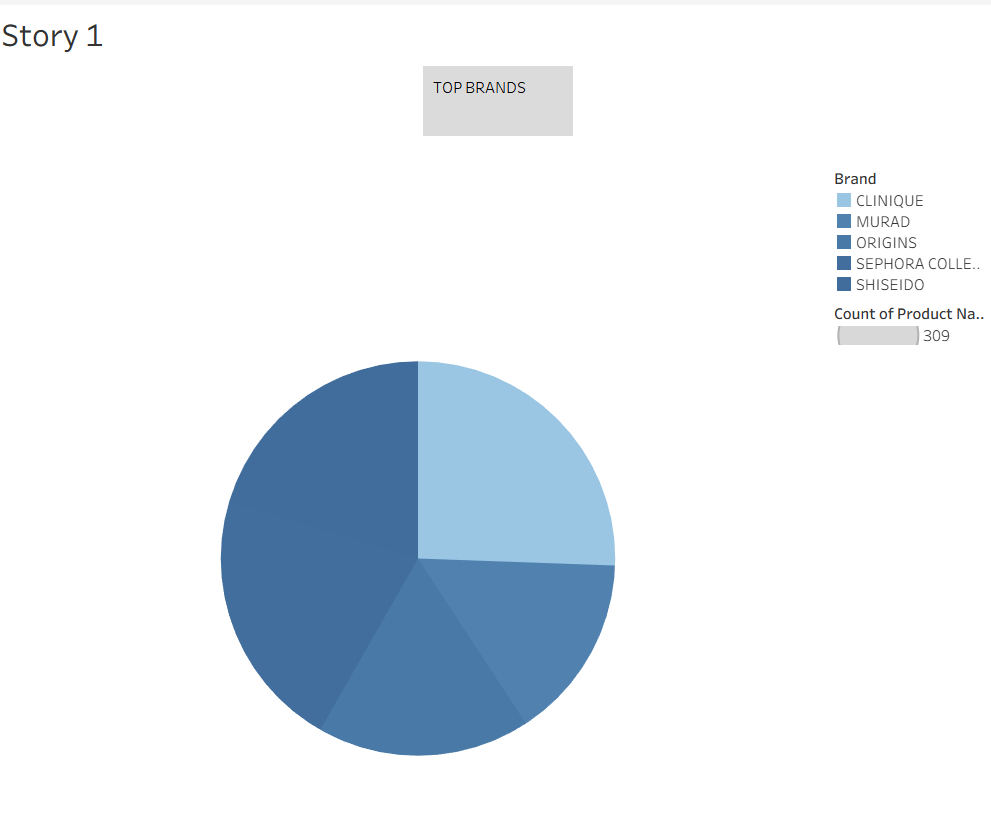 Story 1
TOP BRANDS
Brand
CLINIQUE
MURAD
ORIGINS
SEPHORA COLLE..
SHISEIDO
Count of Product Na..
309